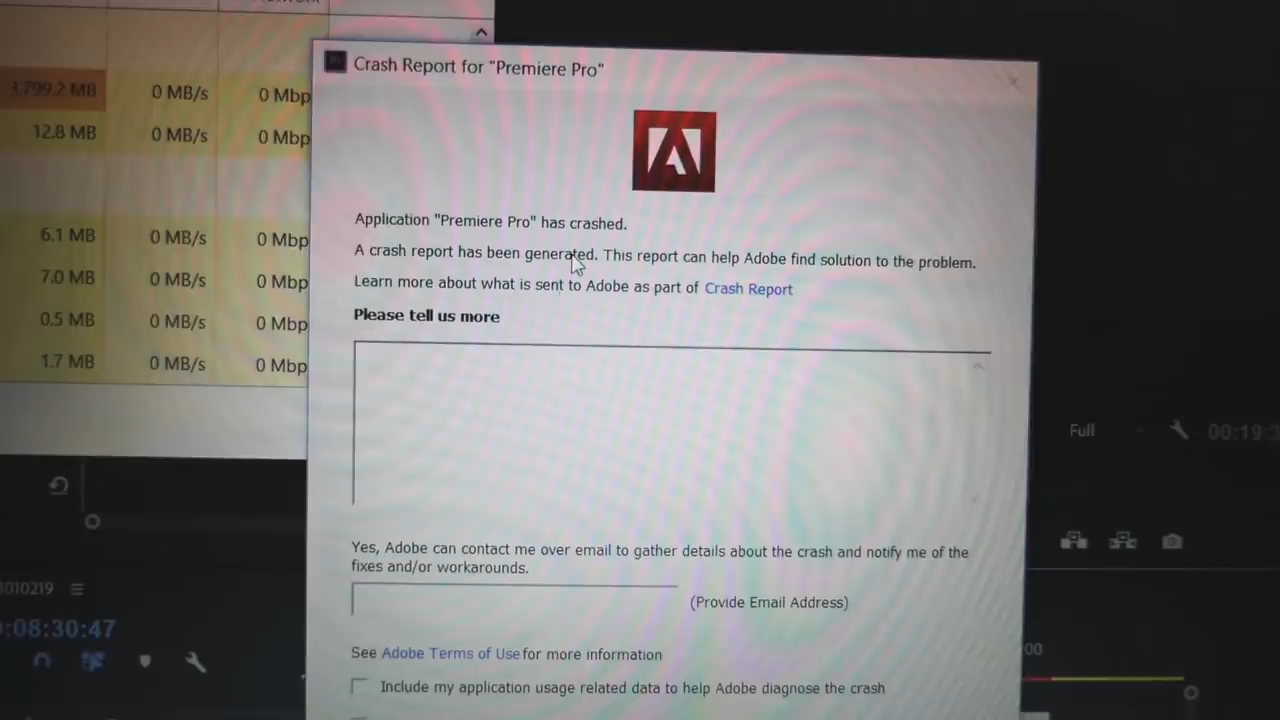 Crash Report for "Premiere Pro"
3,799.2 MB 0 MB/s 0 Mbp
12.8 MB 0 MB/s 0 Mbp
6.1 MB 0 MB/s 0 Mbp
7.0 MB 0 MB/s 0 Mbp
0.5 MB 0 MB/s 0 Mbp
1.7 MB 0 MB/s 0 Mbp
Application "Premiere Pro" has crashed.
A crash report has been generated. This report can help Adobe find solution to the problem.
Learn more about what is sent to Adobe as part of Crash Report
Please tell us more
Full
00:19:3
Yes, Adobe can contact me over email to gather details about the crash and notify me of the
fixes and/or workarounds.
(Provide Email Address)
010219
:08:30:47
See Adobe Terms of Use for more information
:00
Include my application usage related data to help Adobe diagnose the crash